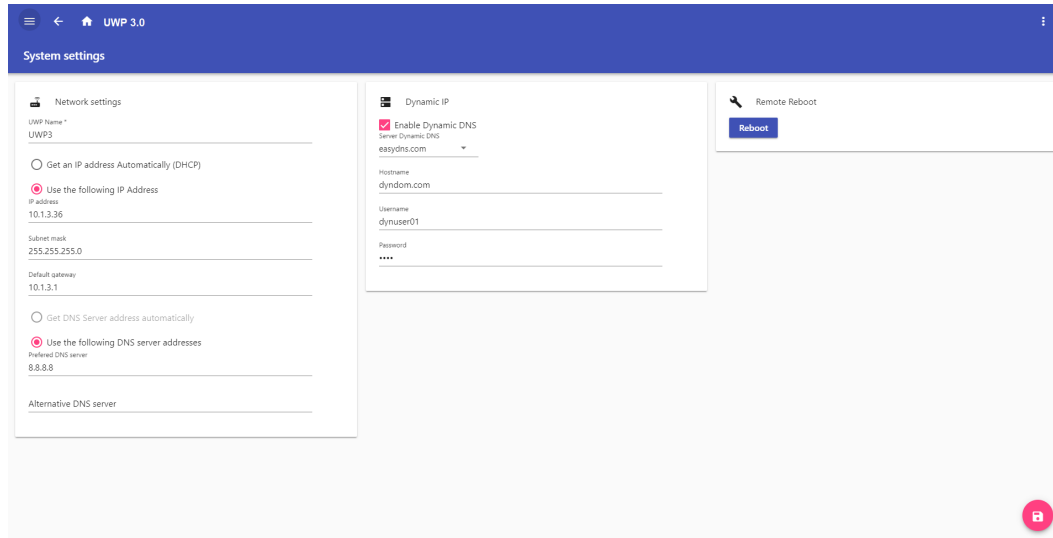 UWP 3.0
System settings
Network settings
UWP Name *
UWP3
Get an IP address Automatically (DHCP)
Use the following IP Address
IP address
10.1.3.36
Subnet mask
255.255.255.0
Default gateway
10.1.3.1
Get DNS Server address automatically
Use the following DNS server addresses
Prefered DNS server
8.8.8.8
Alternative DNS server
Dynamic IP
Enable Dynamic DNS
Server Dynamic DNS
easydns.com
Hostname
dyndom.com
Username
dynuser01
Password
••••
Remote Reboot
Reboot